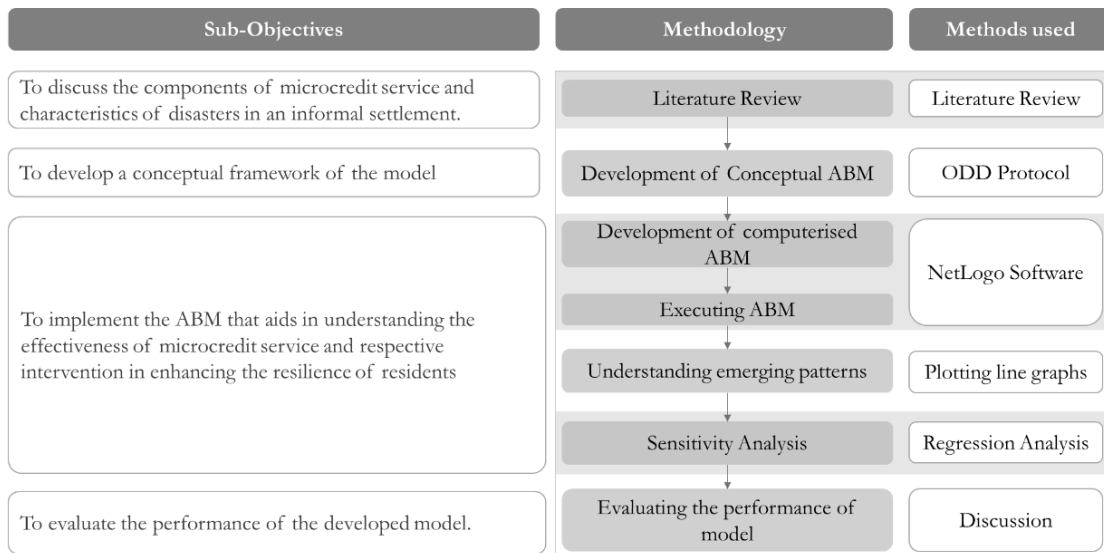 Sub-Objectives
Methodology
Methods used
To discuss the components of microcredit service and
characteristics of disasters in an informal settlement.
Literature Review
Literature Review
To develop a conceptual framework of the model
Development of Conceptual ABM
ODD Protocol
To implement the ABM that aids in understanding the
effectiveness of microcredit service and respective
intervention in enhancing the resilience of residents
Development of computerised
ABM
Executing ABM
NetLogo Software
Understanding emerging patterns
Plotting line graphs
Sensitivity Analysis
Regression Analysis
To evaluate the performance of the developed model.
Evaluating the performance of
model
Discussion